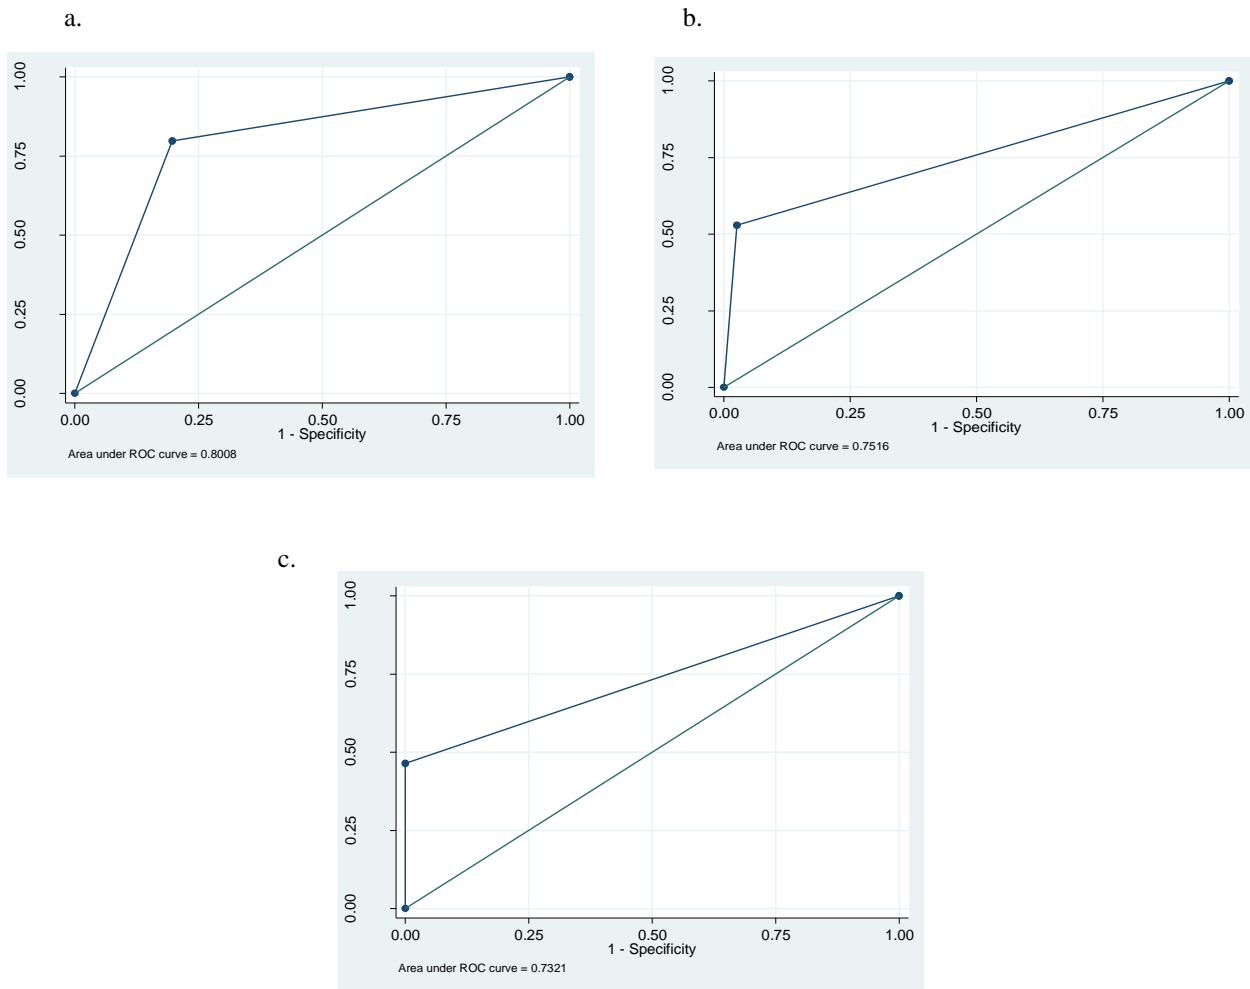 a.
1.00
0.75
0.50
0.25
0.00
0.00 0.25 0.50 0.75 1.00
1 - Specificity
Area under ROC curve = 0.8008
b.
1.00
0.75
0.50
0.25
0.00
0.00 0.25 0.50 0.75 1.00
1 - Specificity
Area under ROC curve = 0.7516
c.
1.00
0.75
0.50
0.25
0.00
0.00 0.25 0.50 0.75 1.00
1 - Specificity
Area under ROC curve = 0.7321